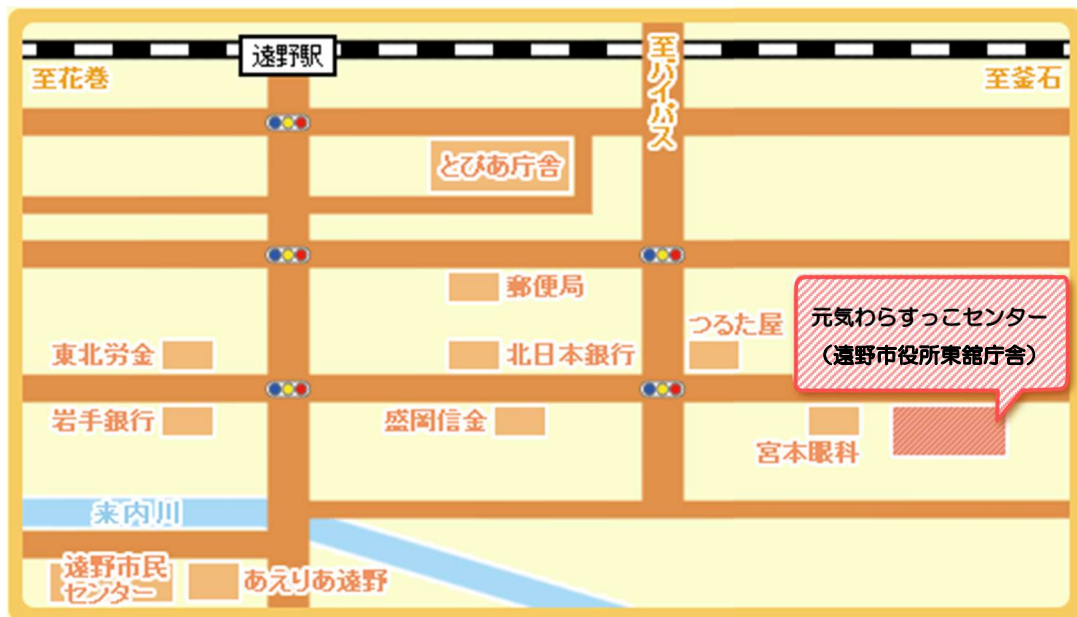 遠野駅
至花巻
至バイパス
至釜石
とぴあ庁舎
郵便局
元気わらすっこセンター
（遠野市役所東舘庁舎）
つるた屋
東北労金
北日本銀行
岩手銀行
盛岡信金
宮本眼科
来内川
遠野市民
センター
あえりあ遠野